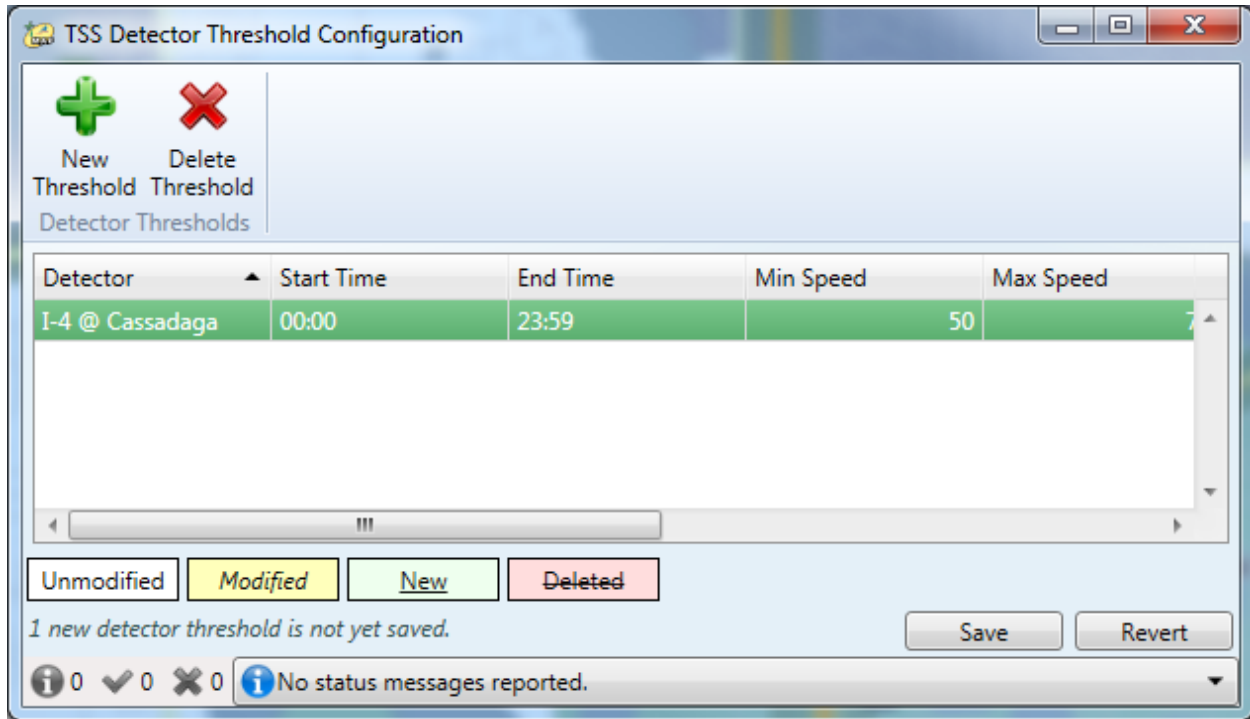 TSS Detector Threshold Configuration
New Threshold Delete Threshold
Detector Thresholds
Detector Start Time End Time Min Speed Max Speed
I-4 @ Cassadaga 00:00 23:59 50 7
Unmodified Modified New Deleted
1 new detector threshold is not yet saved.
Save Revert
0 0 0 No status messages reported.